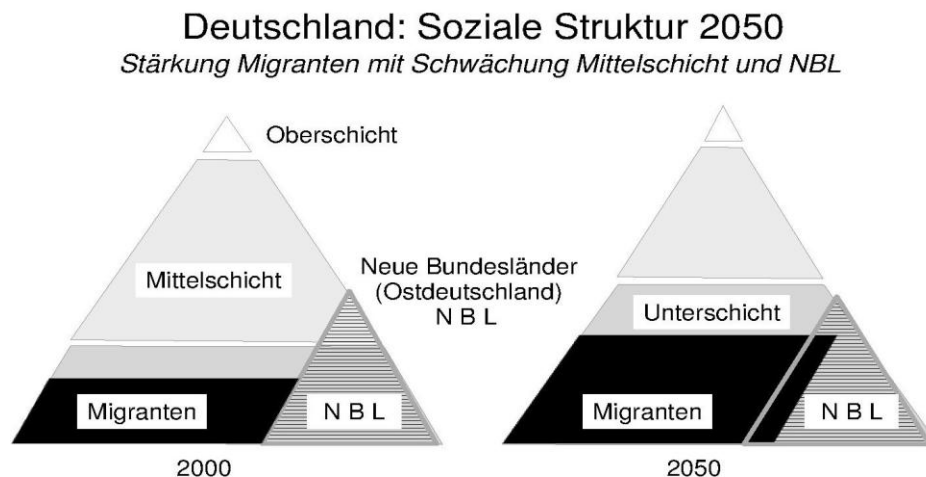 Deutschland: Soziale Struktur 2050
Stärkung Migranten mit Schwächung Mittelschicht und NBL
Oberschicht
Mittelschicht
Neue Bundesländer
(Ostdeutschland)
N B L
Unterschicht
Migranten
N B L
Migranten
N B L
2000
2050